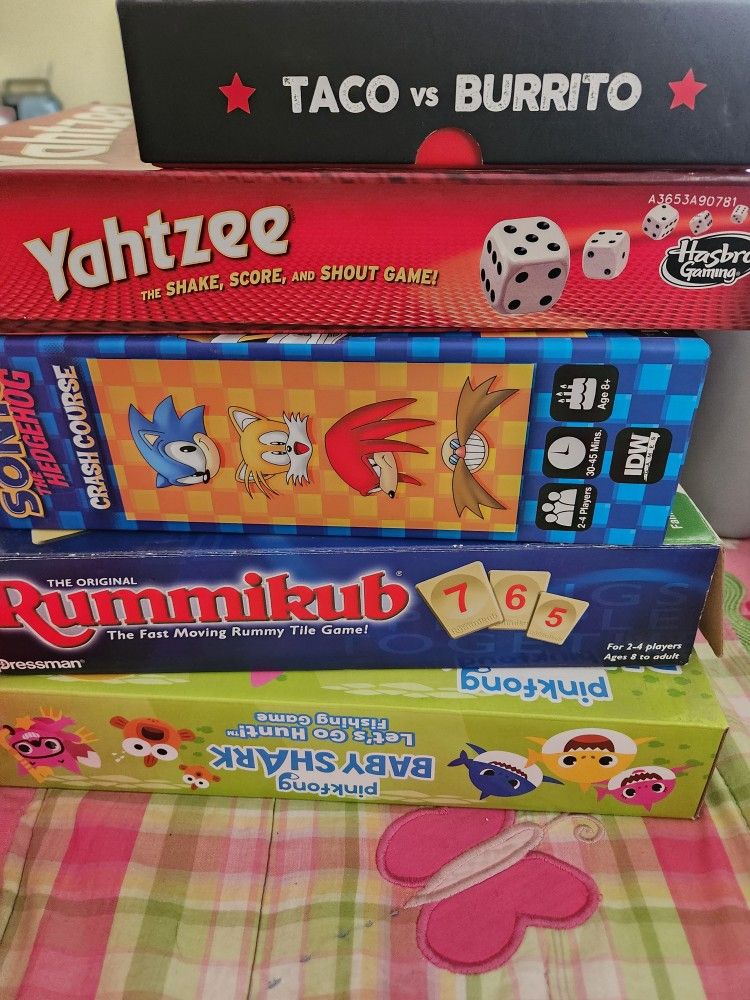 TACO vs BURRITO
Yahtzee
A3653A90781
Yahtzee
THE SHAKE, SCORE, AND SHOUT GAME!
Hasbro
Gaming
SONIC
THE HEDGEHOG
CRASH COURSE
Age 8+
30-45 Mins.
2-4 Players
IDW
GAMES
THE ORIGINAL
Rummikub®
The Fast Moving Rummy Tile Game!
7 6 5
Pressman®
For 2-4 players
Ages 8 to adult
pinkfong
pinkfong
BABY SHARK
Let's Go Hunt!™
Fishing Game